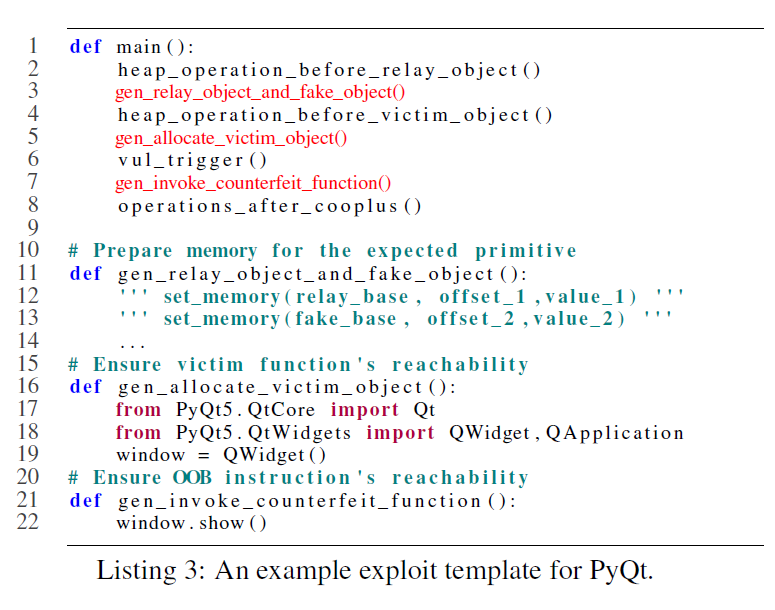 1 def main():
2     heap_operation_before_relay_object()
3     gen_relay_object_and_fake_object()
4     heap_operation_before_victim_object()
5     gen_allocate_victim_object()
6     vul_trigger()
7     gen_invoke_counterfeit_function()
8     operations_after_cooplus()
9
10 # Prepare memory for the expected primitive
11 def gen_relay_object_and_fake_object():
12     ''' set_memory(relay_base, offset_1,value_1) '''
13     ''' set_memory(fake_base, offset_2,value_2) '''
14     ...
15 # Ensure victim function's reachability
16 def gen_allocate_victim_object():
17     from PyQt5.QtCore import Qt
18     from PyQt5.QtWidgets import QWidget,QApplication
19     window = QWidget()
20 # Ensure OOB instruction's reachability
21 def gen_invoke_counterfeit_function():
22     window.show()
Listing 3: An example exploit template for PyQt.